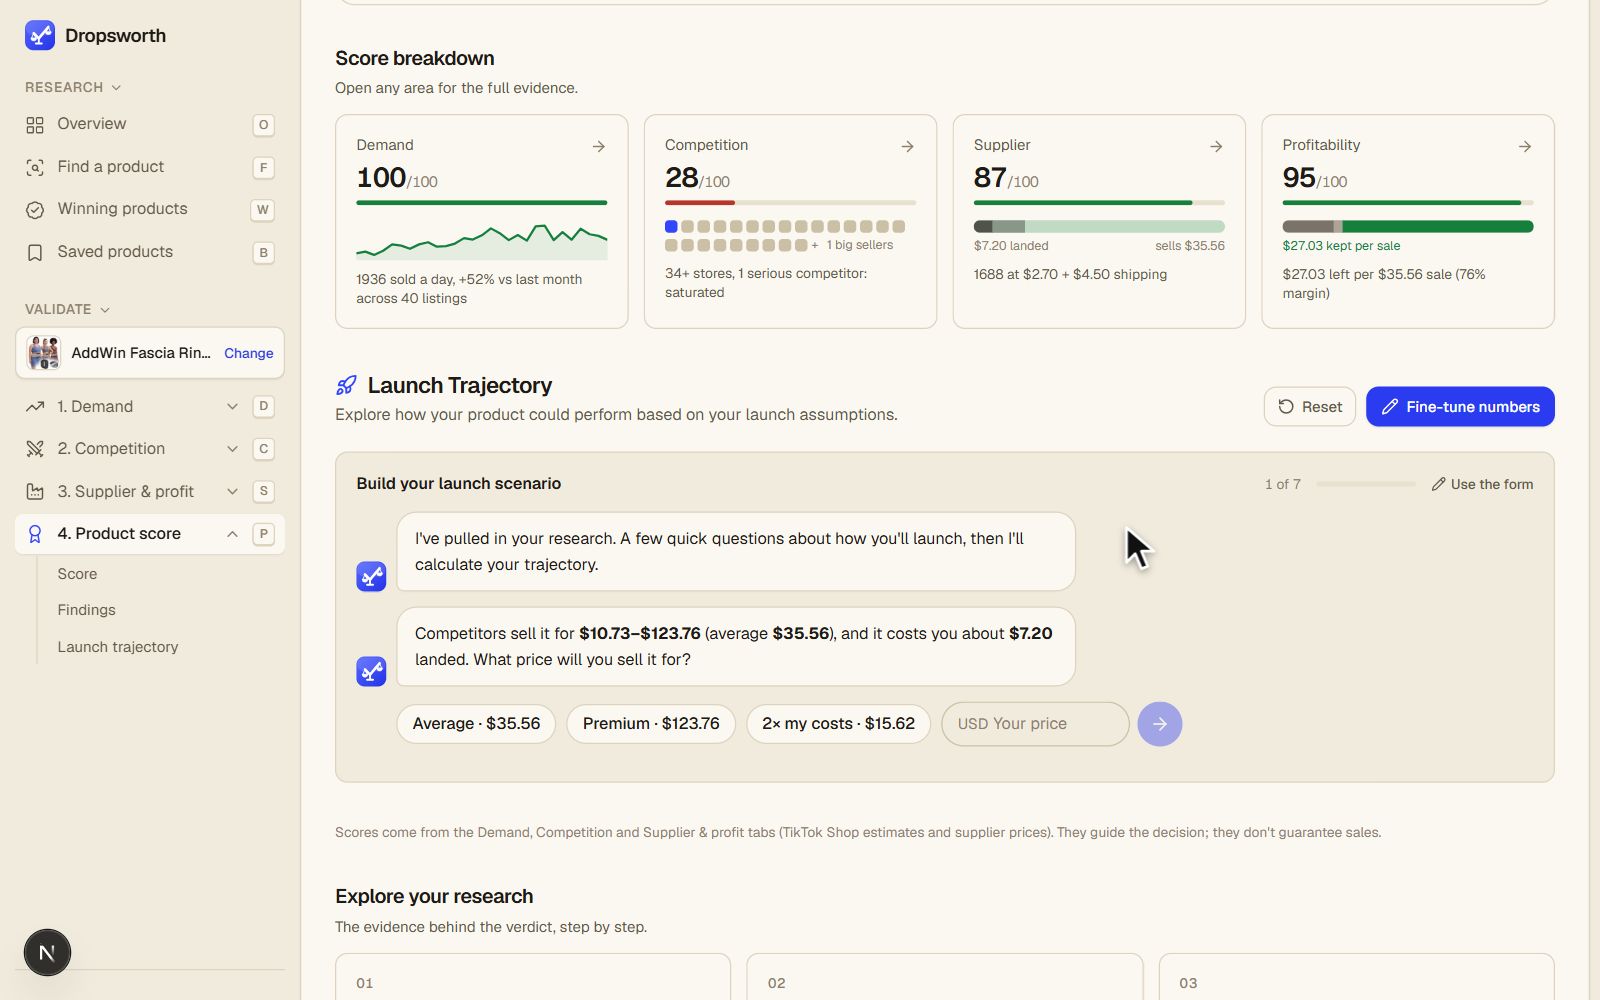 Dropsworth
RESEARCH
Overview
O
Find a product
F
Winning products
W
Saved products
B
VALIDATE
AddWin Fascia Rin...
Change
1. Demand
D
2. Competition
C
3. Supplier & profit
S
4. Product score
P
Score
Findings
Launch trajectory
N
Score breakdown
Open any area for the full evidence.
Demand
100/100
1936 sold a day, +52% vs last month
across 40 listings
Competition
28/100
+ 1 big sellers
34+ stores, 1 serious competitor:
saturated
Supplier
87/100
$7.20 landed
sells $35.56
1688 at $2.70 + $4.50 shipping
Profitability
95/100
$27.03 kept per sale
$27.03 left per $35.56 sale (76%
margin)
Launch Trajectory
Explore how your product could perform based on your launch assumptions.
Reset
Fine-tune numbers
Build your launch scenario
1 of 7
Use the form
I've pulled in your research. A few quick questions about how you'll launch, then I'll
calculate your trajectory.
Competitors sell it for $10.73–$123.76 (average $35.56), and it costs you about $7.20
landed. What price will you sell it for?
Average · $35.56
Premium · $123.76
2× my costs · $15.62
USD Your price
Scores come from the Demand, Competition and Supplier & profit tabs (TikTok Shop estimates and supplier prices). They guide the decision; they don't guarantee sales.
Explore your research
The evidence behind the verdict, step by step.
01
02
03